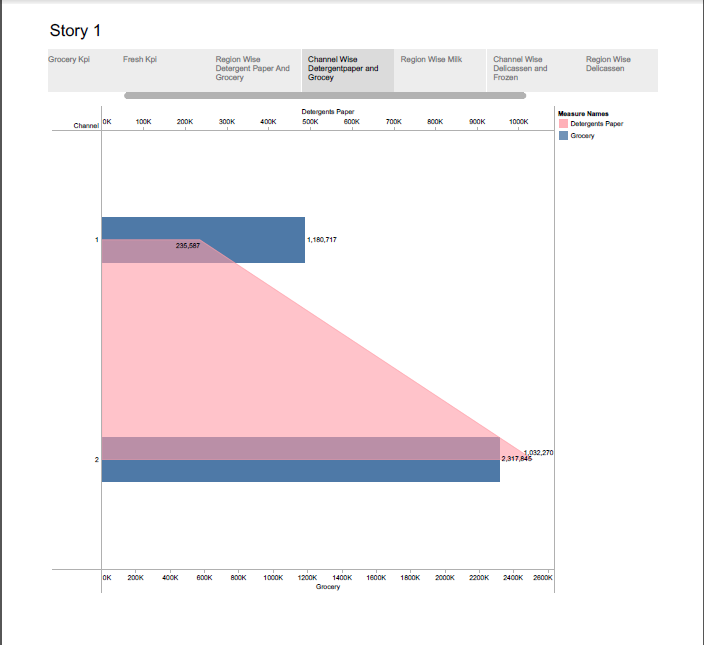 Story 1
Grocery Kpl
Fresh Kpl
Region Wise
Detergent Paper And
Grocery
Channel Wise
Detergentpaper and
Grocey
Region Wise Milk
Channel Wise
Delicassen and
Frozen
Region Wise
Delicassen
Detergents Paper
Channel
0K 100K 200K 300K 400K 500K 600K 700K 800K 900K 1000K
Measure Names
Detergents Paper
Grocery
1
235,587
1,180,717
2
1,032,270
2,317,845
0K 200K 400K 600K 800K 1000K 1200K 1400K 1600K 1800K 2000K 2200K 2400K 2600K
Grocery